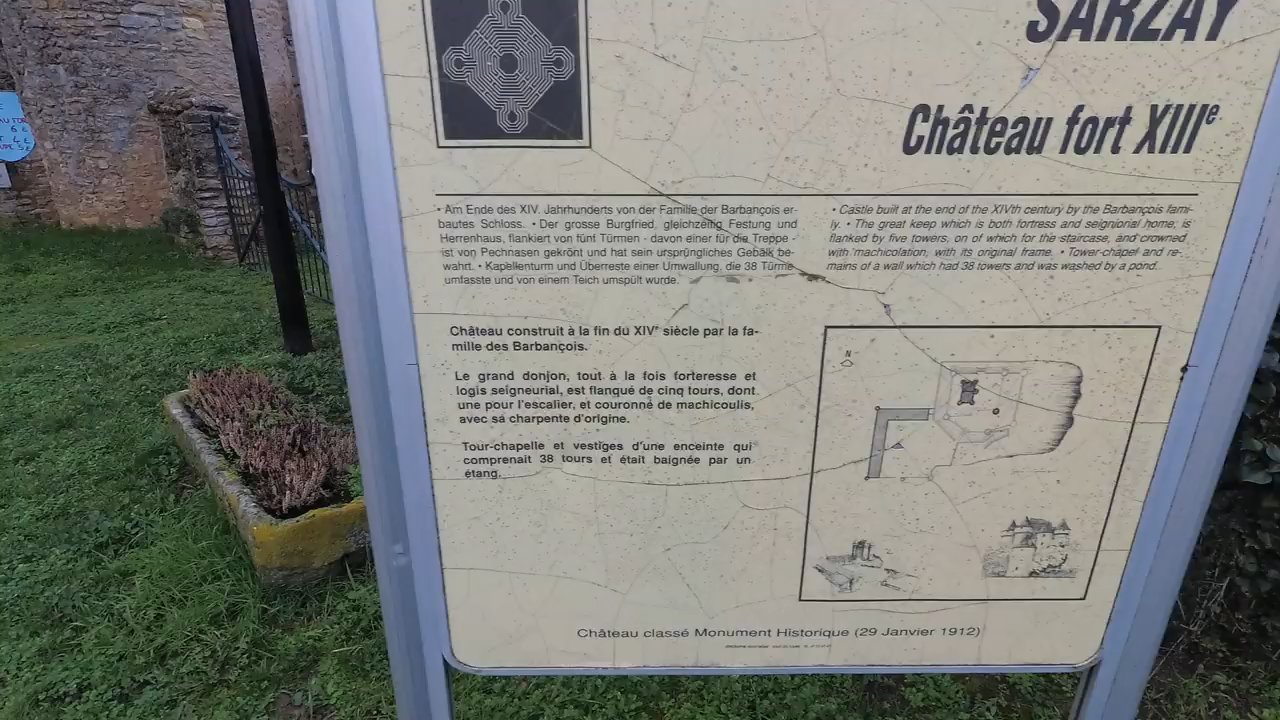 SARZAY
Château fort XIIIe
• Am Ende des XIV. Jahrhunderts von der Familie der Barbançois er-
bautes Schloss. • Der grosse Burgfried, gleichzeitig Festung und
Herrenhaus, flankiert von fünf Türmen - davon einer für die Treppe -
ist von Pechnasen gekrönt und hat sein ursprüngliches Gebälk be-
wahrt. • Kapellenturm und Überreste einer Umwallung, die 38 Türme
umfasste und von einem Teich umspült wurde.
• Castle built at the end of the XIVth century by the Barbançois fami-
ly. • The great keep which is both fortress and seigniorial home, is
flanked by five towers, on of which for the staircase, and crowned
with machicolation, with its original frame. • Tower-chapel and re-
mains of a wall which had 38 towers and was washed by a pond.
Château construit à la fin du XIVe siècle par la fa-
mille des Barbançois.
Le grand donjon, tout à la fois forteresse et
logis seigneurial, est flanqué de cinq tours, dont
une pour l'escalier, et couronné de machicoulis,
avec sa charpente d'origine.
Tour-chapelle et vestiges d'une enceinte qui
comprenait 38 tours et était baignée par un
étang.
N
Château classé Monument Historique (29 Janvier 1912)